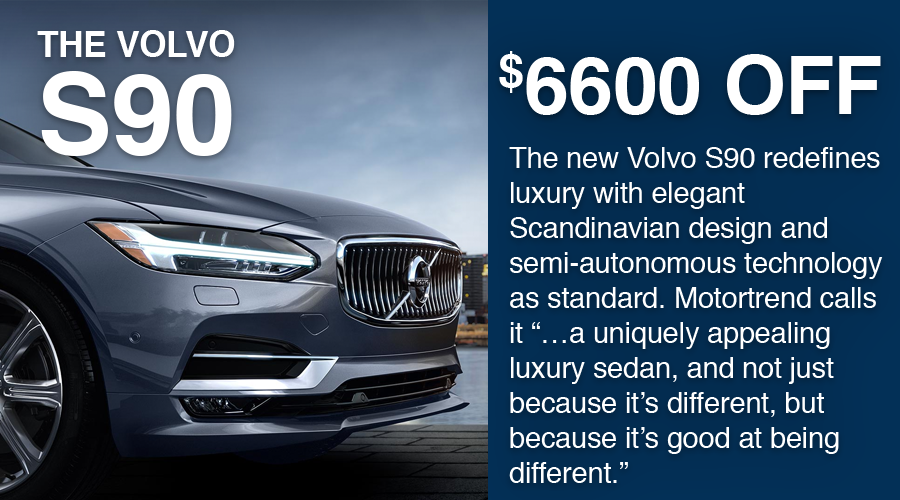 THE VOLVO
S90
$6600 OFF
The new Volvo S90 redefines
luxury with elegant
Scandinavian design and
semi-autonomous technology
as standard. Motortrend calls
it “…a uniquely appealing
luxury sedan, and not just
because it’s different, but
because it’s good at being
different.”